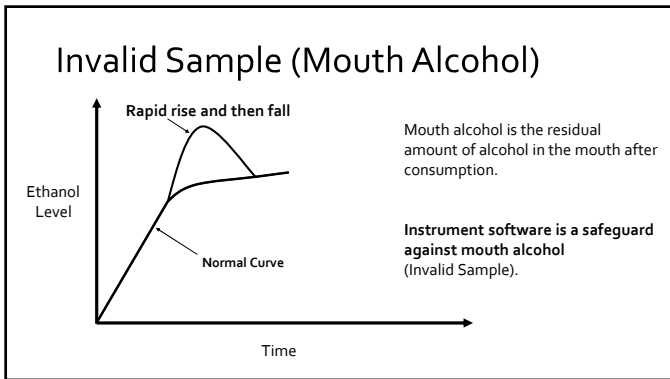 Invalid Sample (Mouth Alcohol)
Rapid rise and then fall
Ethanol
Level
Normal Curve
Time
Mouth alcohol is the residual
amount of alcohol in the mouth after
consumption.
Instrument software is a safeguard
against mouth alcohol
(Invalid Sample).